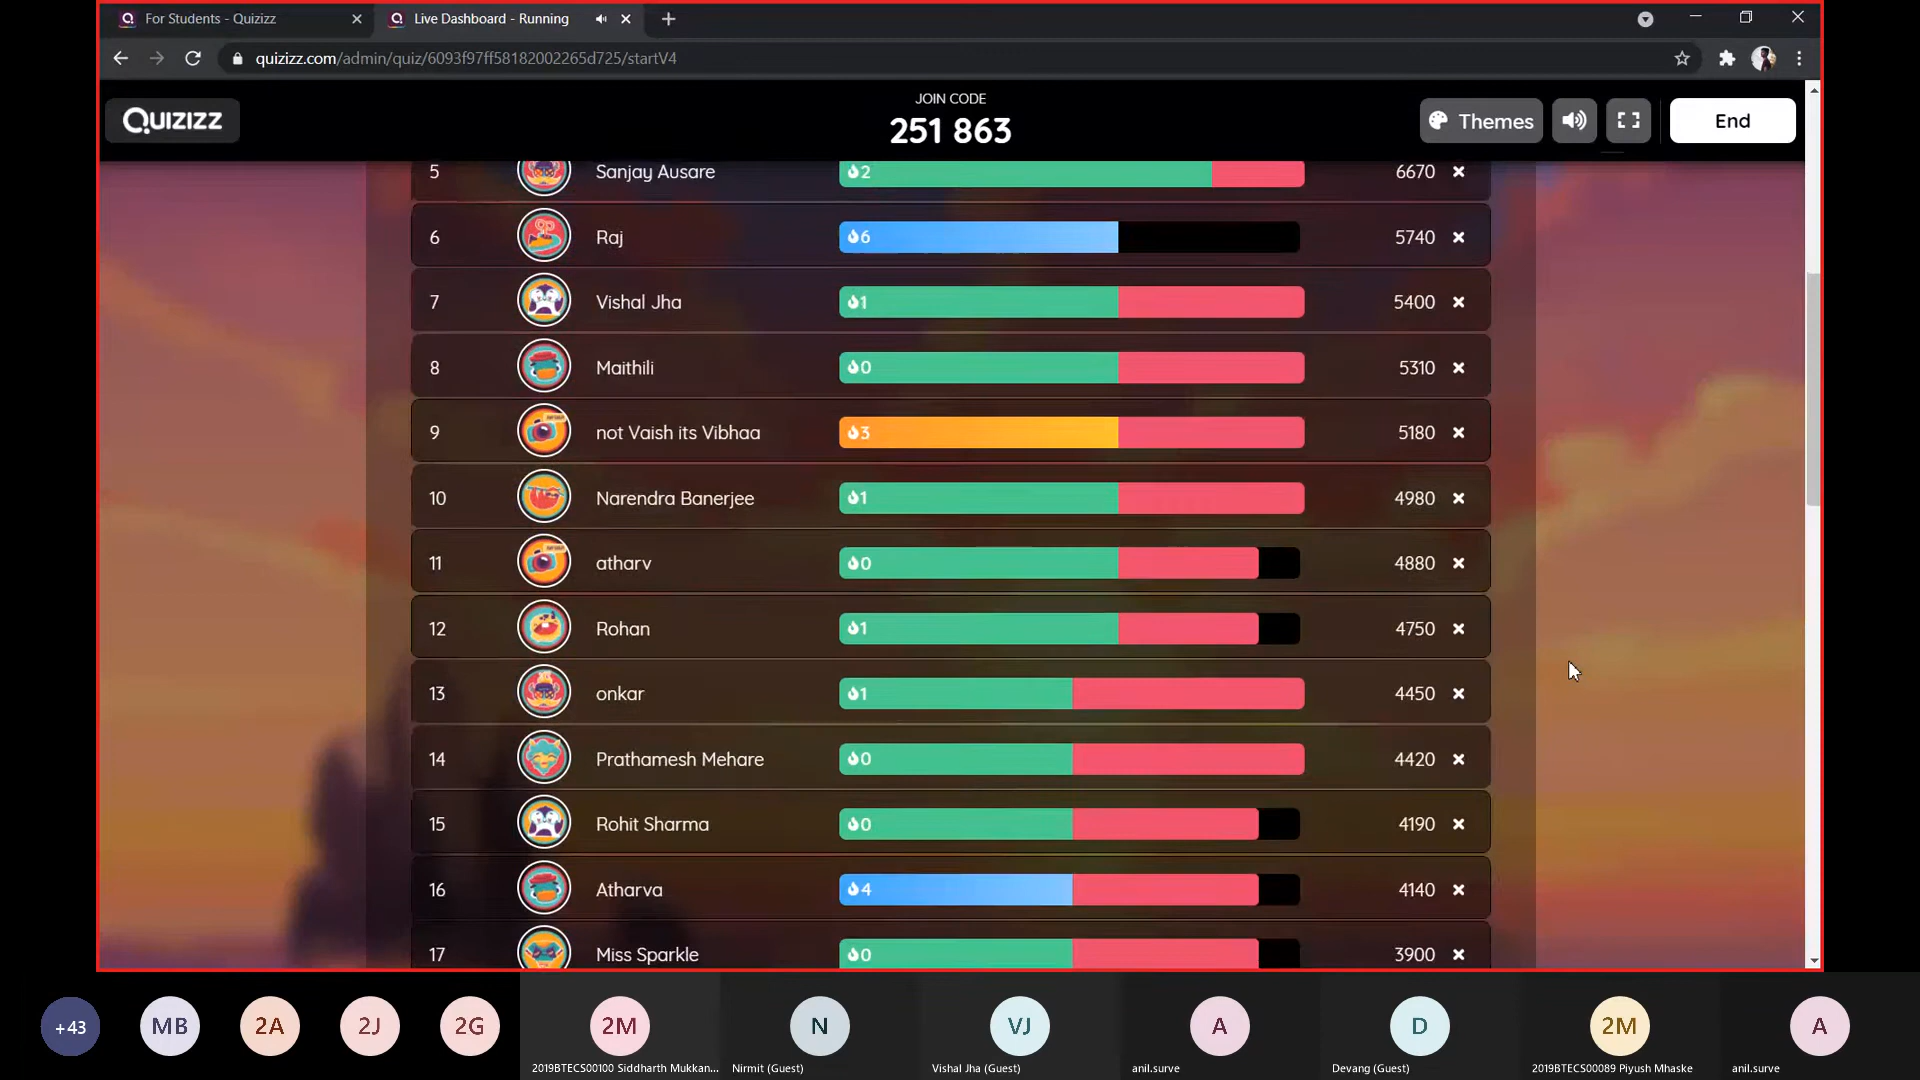 For Students - Quizizz
Live Dashboard - Running
quizizz.com/admin/quiz/6093f97ff58182002265d725/startV4
QUIZIZZ
JOIN CODE
251 863
Themes
End
5 Sanjay Ausare 2 6670
6 Raj 6 5740
7 Vishal Jha 1 5400
8 Maithili 0 5310
9 not Vaish its Vibhaa 3 5180
10 Narendra Banerjee 1 4980
11 atharv 0 4880
12 Rohan 1 4750
13 onkar 1 4450
14 Prathamesh Mehare 0 4420
15 Rohit Sharma 0 4190
16 Atharva 4 4140
17 Miss Sparkle 0 3900
+43 MB 2A 2J 2G 2M N VJ A D 2M A
2019BTECS00100 Siddharth Mukkan... Nirmit (Guest) Vishal Jha (Guest) anil.surve Devang (Guest) 2019BTECS00089 Piyush Mhaske anil.surve